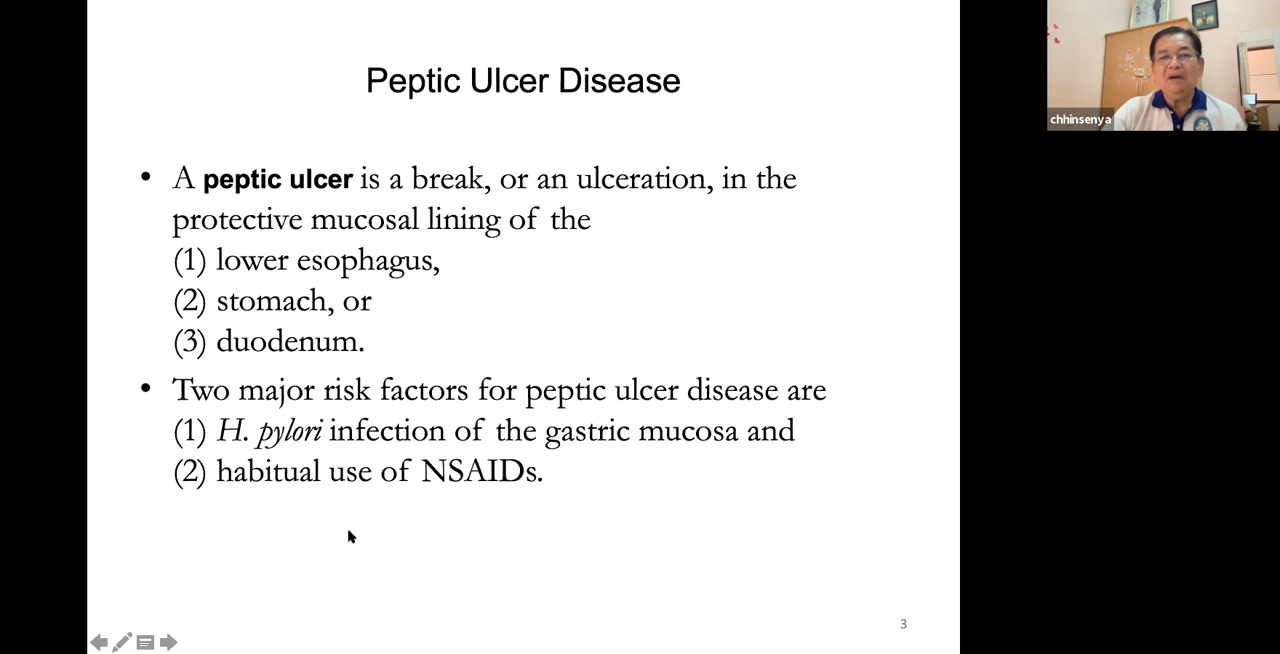 Peptic Ulcer Disease
• A peptic ulcer is a break, or an ulceration, in the
protective mucosal lining of the
(1) lower esophagus,
(2) stomach, or
(3) duodenum.
• Two major risk factors for peptic ulcer disease are
(1) H. pylori infection of the gastric mucosa and
(2) habitual use of NSAIDs.
3
chhinsenya